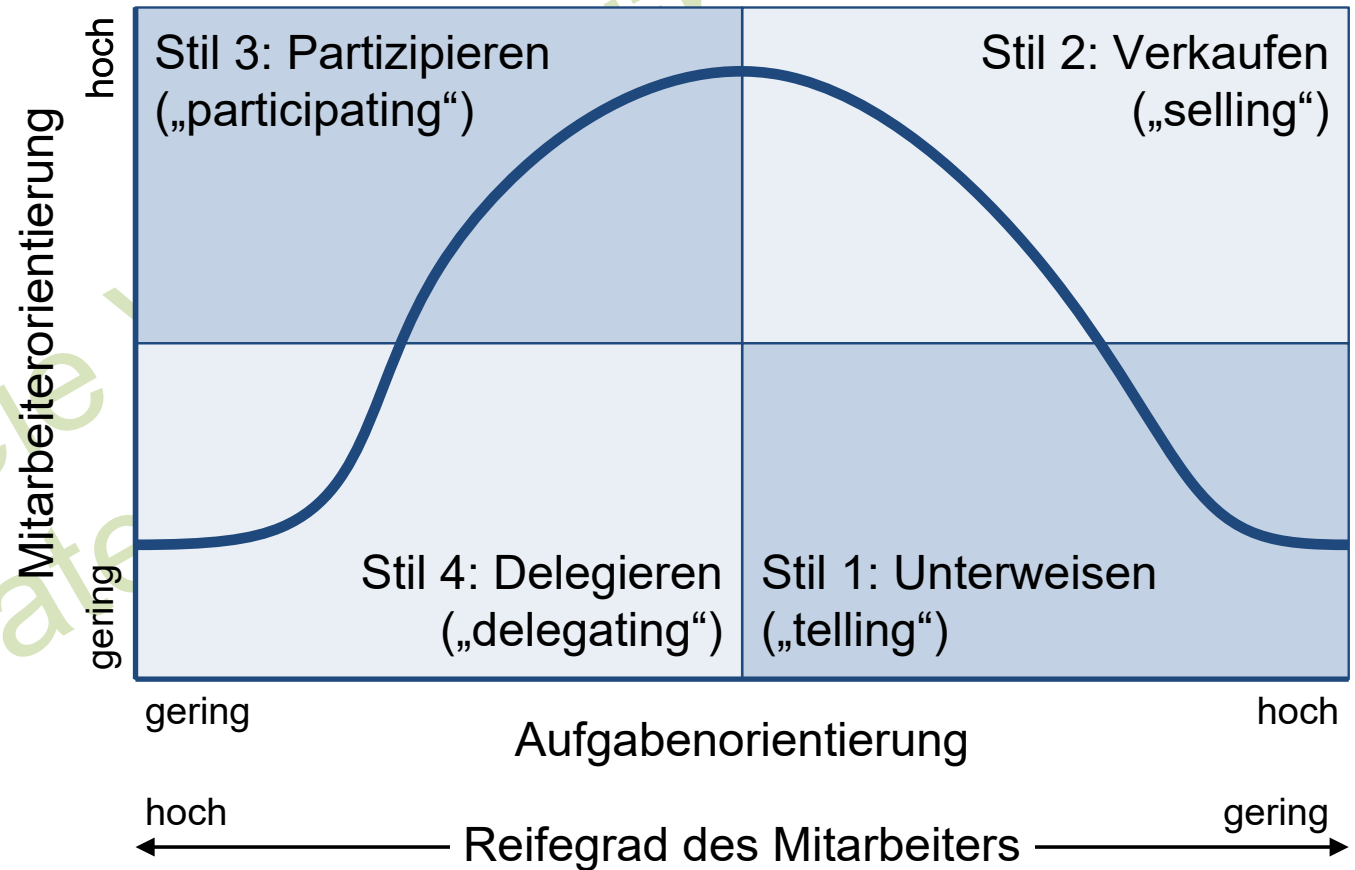 hoch
Stil 3: Partizipieren
(„participating“)
Stil 2: Verkaufen
(„selling“)
Mitarbeiterorientierung
gering
Stil 4: Delegieren
(„delegating“)
Stil 1: Unterweisen
(„telling“)
gering
Aufgabenorientierung
hoch
hoch
Reifegrad des Mitarbeiters
gering